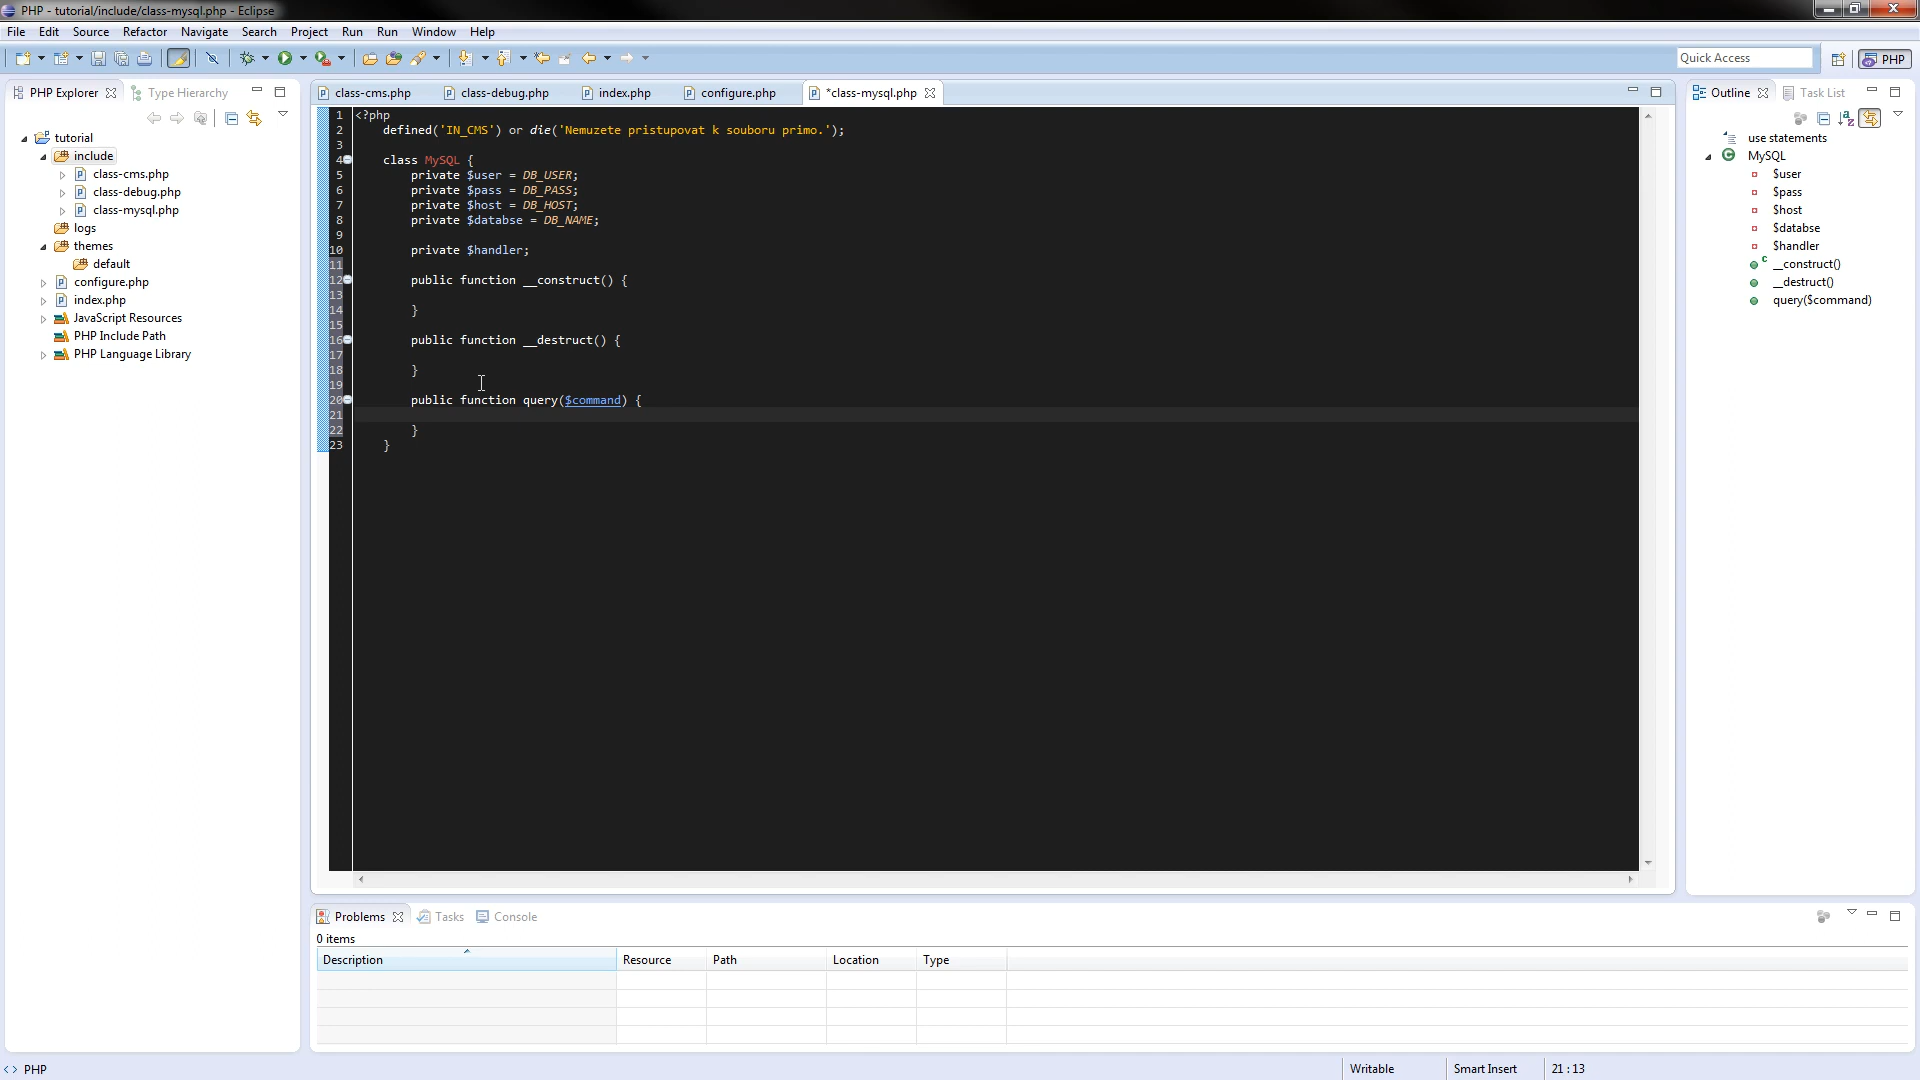 PHP - tutorial/include/class-mysql.php - Eclipse
File Edit Source Refactor Navigate Search Project Run Run Window Help
Quick Access
PHP
PHP Explorer
Type Hierarchy
tutorial
include
class-cms.php
class-debug.php
class-mysql.php
logs
themes
default
configure.php
index.php
JavaScript Resources
PHP Include Path
PHP Language Library
class-cms.php class-debug.php index.php configure.php *class-mysql.php
1 <?php
2 defined('IN_CMS') or die('Nemuzete pristupovat k souboru primo.');
3
4 class MySQL {
5 private $user = DB_USER;
6 private $pass = DB_PASS;
7 private $host = DB_HOST;
8 private $databse = DB_NAME;
9
10 private $handler;
11
12 public function __construct() {
13
14 }
15
16 public function __destruct() {
17
18 }
19
20 public function query($command) {
21
22 }
23 }
Outline Task List
use statements
MySQL
$user
$pass
$host
$databse
$handler
__construct()
__destruct()
query($command)
Problems Tasks Console
0 items
Description Resource Path Location Type
PHP Writable Smart Insert 21 : 13